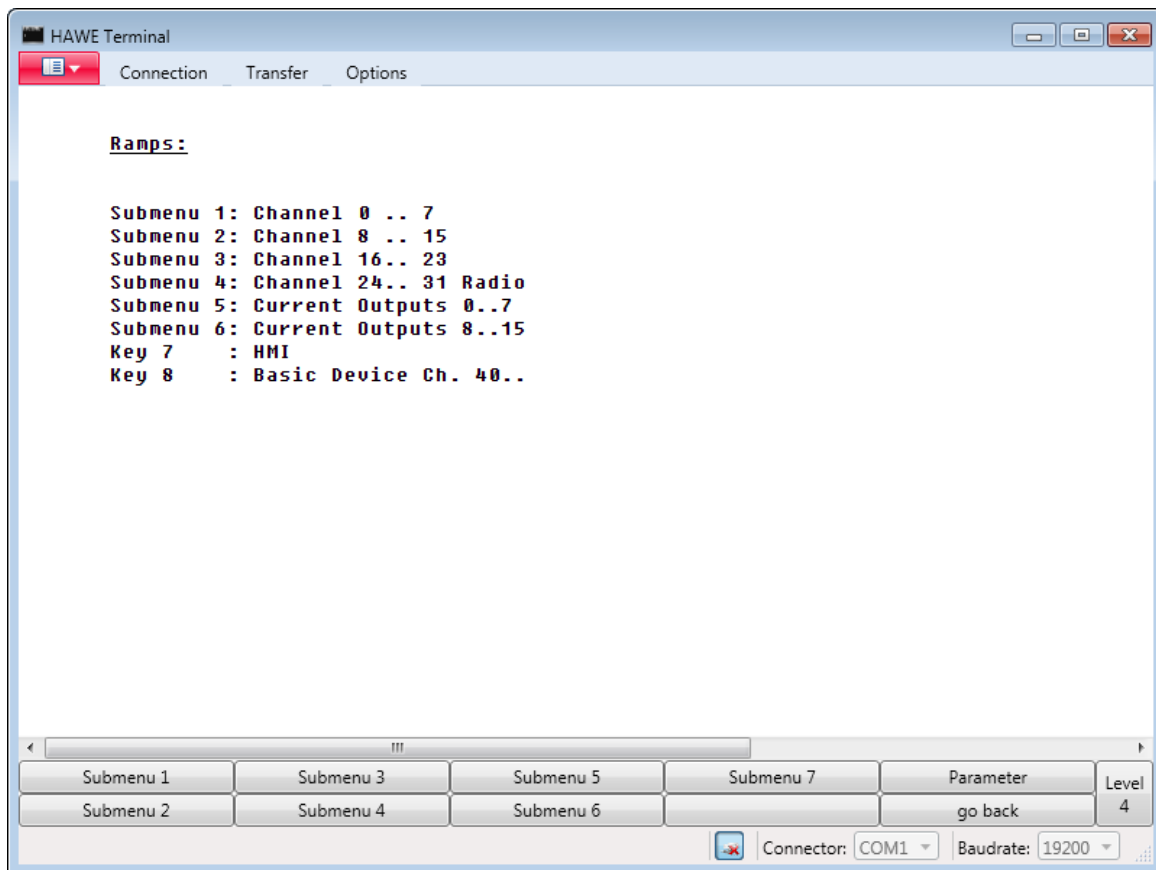 HAWE Terminal
Connection Transfer Options
Ramps:
Submenu 1: Channel 0 .. 7
Submenu 2: Channel 8 .. 15
Submenu 3: Channel 16.. 23
Submenu 4: Channel 24.. 31 Radio
Submenu 5: Current Outputs 0..7
Submenu 6: Current Outputs 8..15
Key 7 : HMI
Key 8 : Basic Device Ch. 40..
Submenu 1 Submenu 3 Submenu 5 Submenu 7 Parameter Level
Submenu 2 Submenu 4 Submenu 6 go back 4
Connector: COM1 Baudrate: 19200